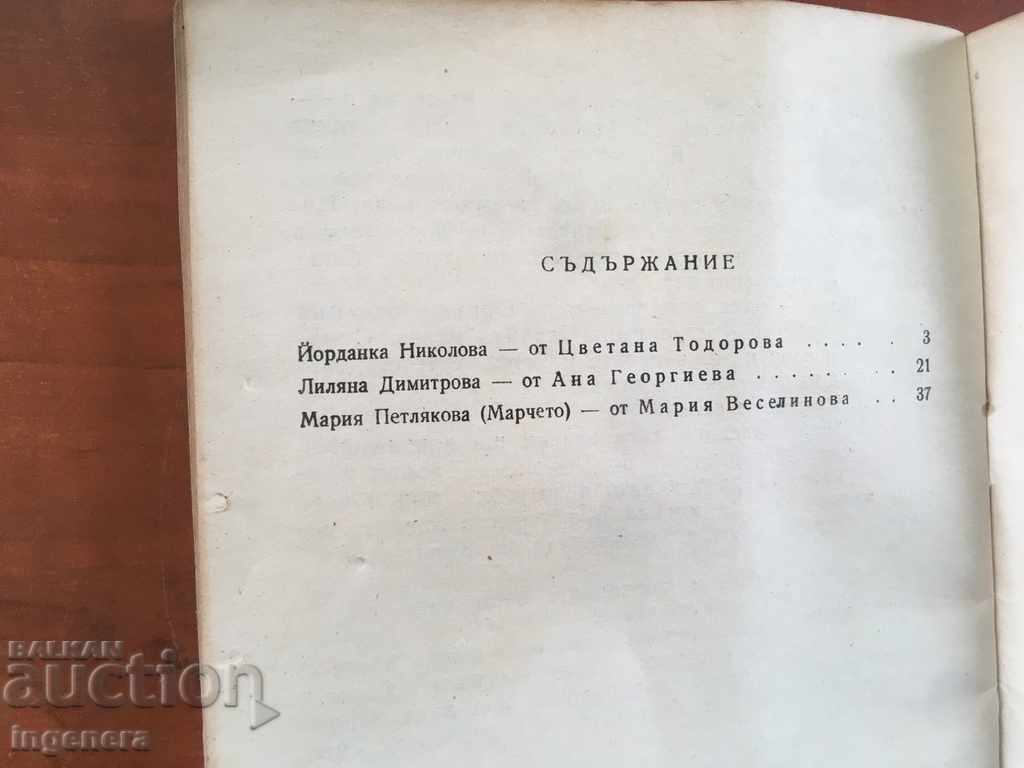 СЪДЪРЖАНИЕ
Йорданка Николова — от Цветана Тодорова . . . . . 3
Лиляна Димитрова — от Ана Георгиева . . . . . . . . 21
Мария Петлякова (Марчето) — от Мария Веселинова . . 37
BALKAN
auction
ingenera